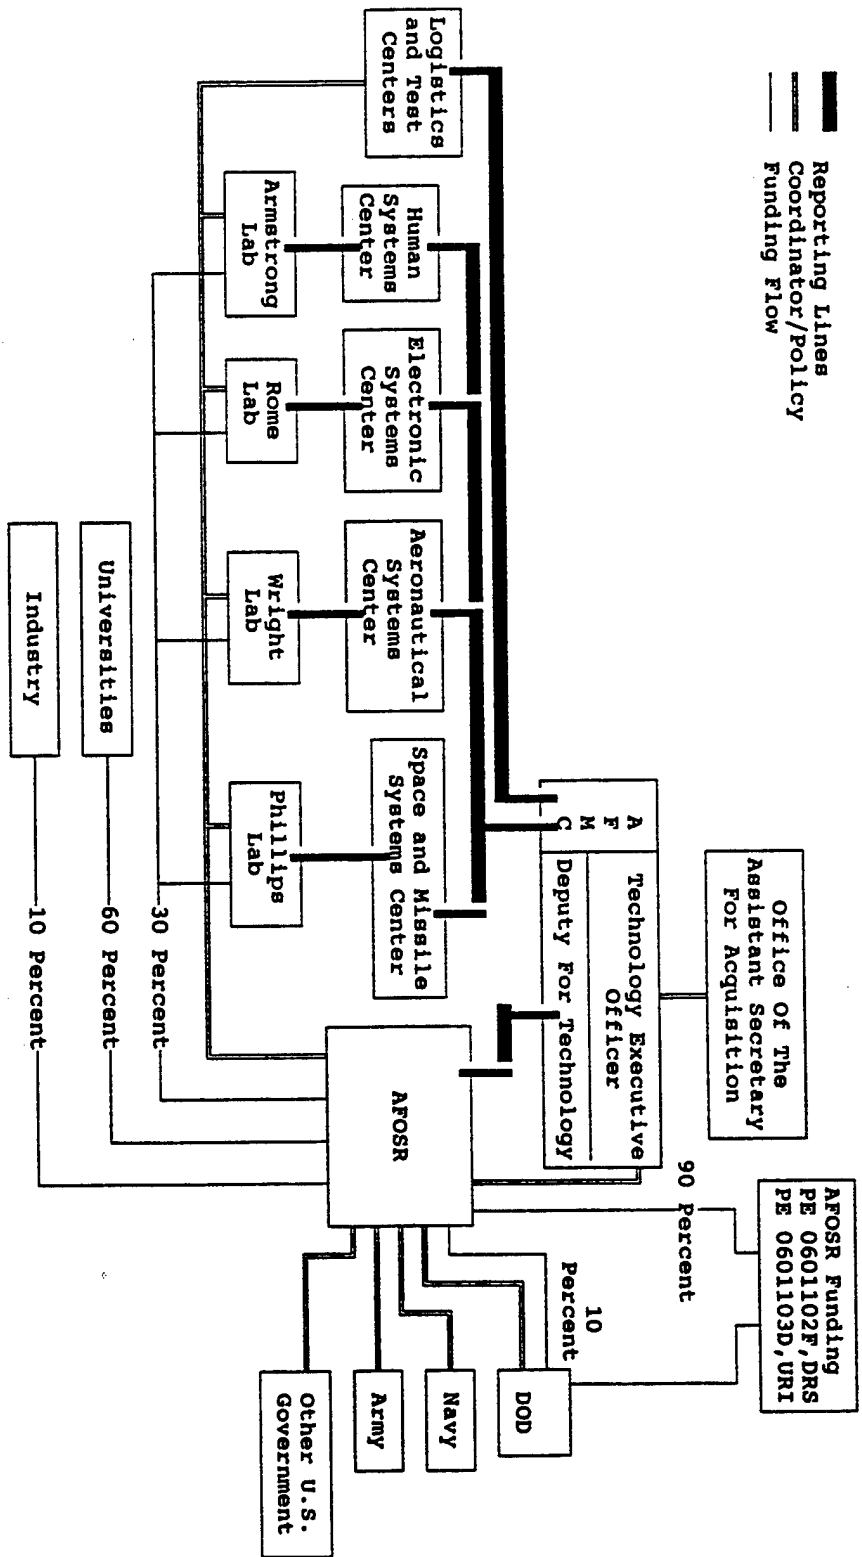 Reporting Lines
Coordinator/Policy
Funding Flow
Office Of The
Assistant Secretary
For Acquisition
AFOSR Funding
PE 0601102F,DRS
PE 0601103D,URI
A
F
M
C
Technology Executive
Officer
Deputy For Technology
90 Percent
10
Percent
Logistics
and Test
Centers
Human
Systems
Center
Electronic
Systems
Center
Aeronautical
Systems
Center
Space and Missile
Systems Center
AFOSR
DOD
Navy
Army
Other U.S.
Government
Armstrong
Lab
Rome
Lab
Wright
Lab
Phillips
Lab
30 Percent
Universities
60 Percent
Industry
10 Percent